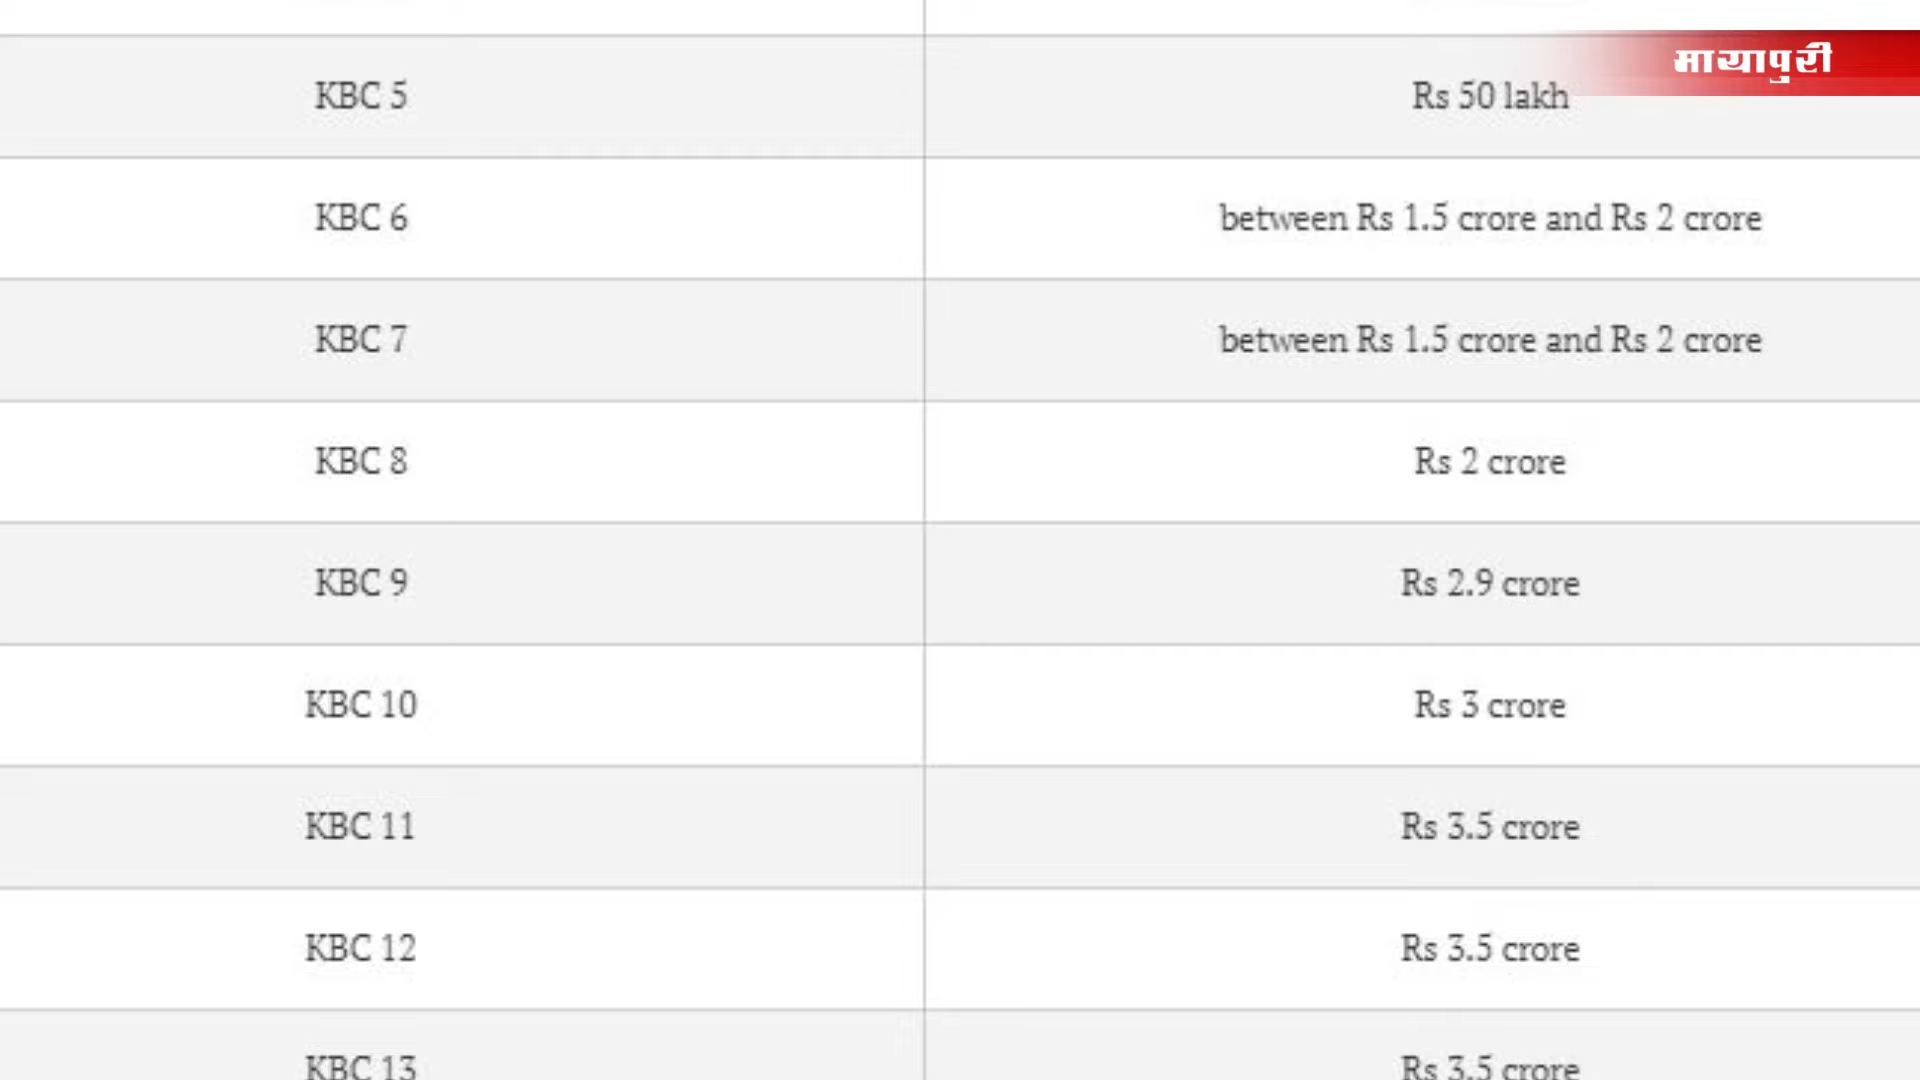 मायापुरी
KBC 5 Rs 50 lakh
KBC 6 between Rs 1.5 crore and Rs 2 crore
KBC 7 between Rs 1.5 crore and Rs 2 crore
KBC 8 Rs 2 crore
KBC 9 Rs 2.9 crore
KBC 10 Rs 3 crore
KBC 11 Rs 3.5 crore
KBC 12 Rs 3.5 crore
KBC 13 Rs 3.5 crore